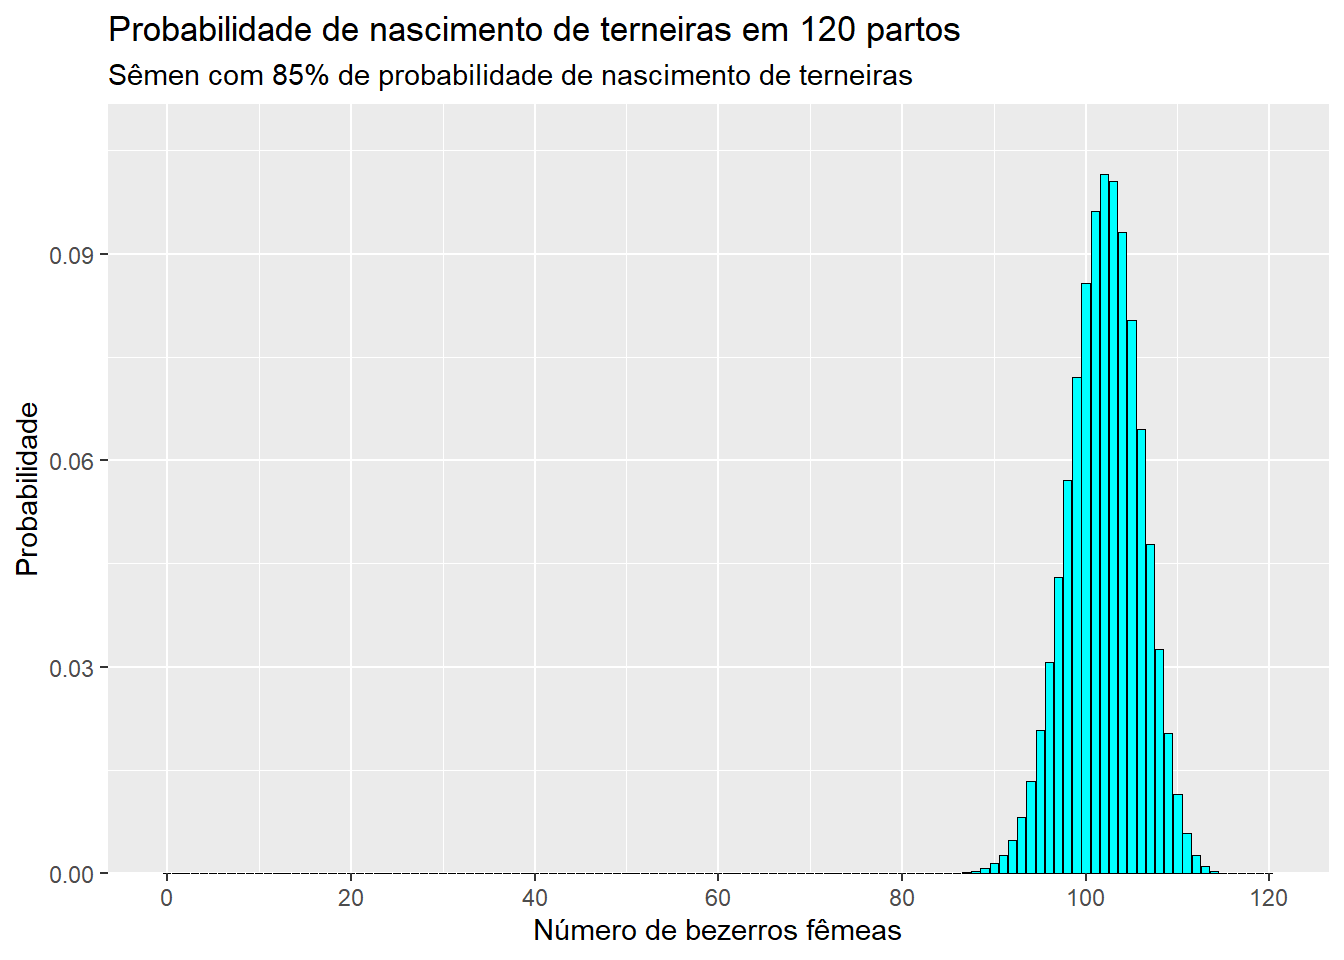 Probabilidade de nascimento de terneiras em 120 partos
Sêmen com 85% de probabilidade de nascimento de terneiras
Probabilidade
0.09
0.06
0.03
0.00
0 20 40 60 80 100 120
Número de bezerros fêmeas